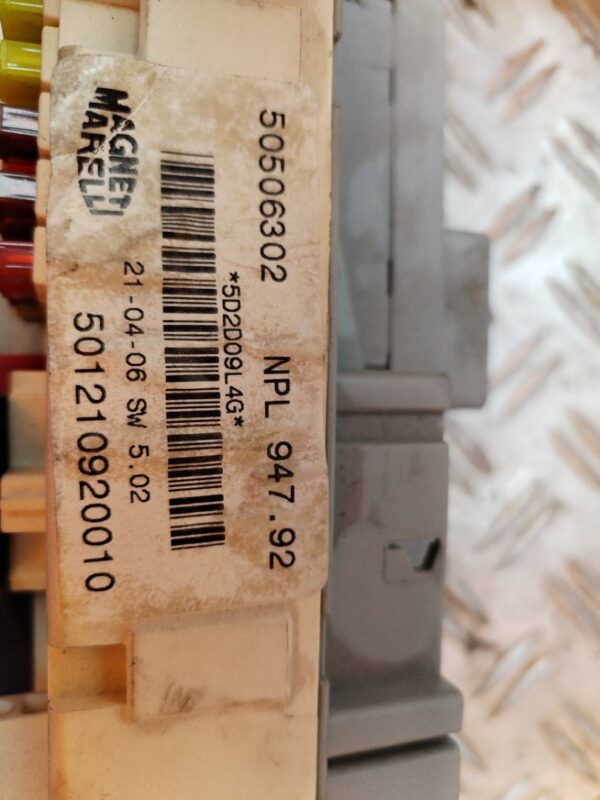 50506302 NPL 947.92
*5D2D09L4G*
MAGNETI
MARELLI
21-04-06 SW 5.02
501210920010